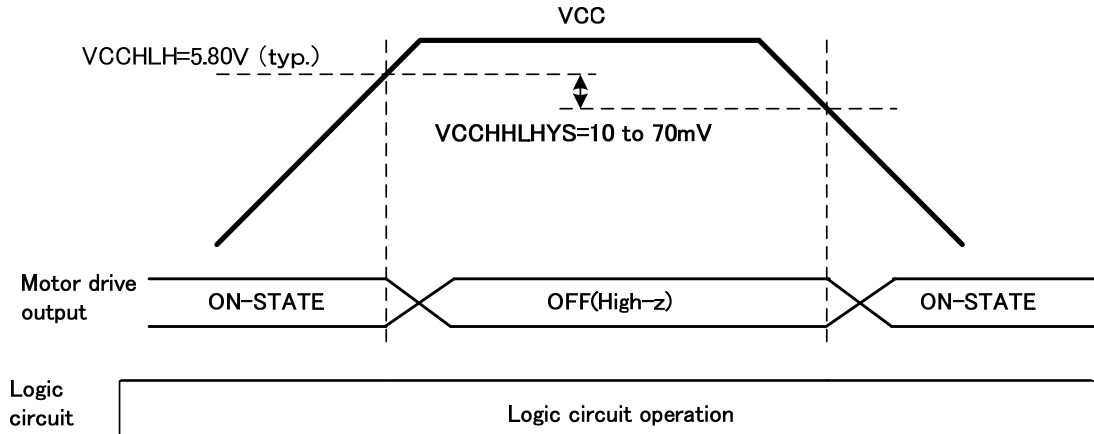 VCC
VCCHLH=5.80V (typ.)
VCCHHLHYS=10 to 70mV
Motor drive
output
ON-STATE
OFF(High-z)
ON-STATE
Logic
circuit
Logic circuit operation